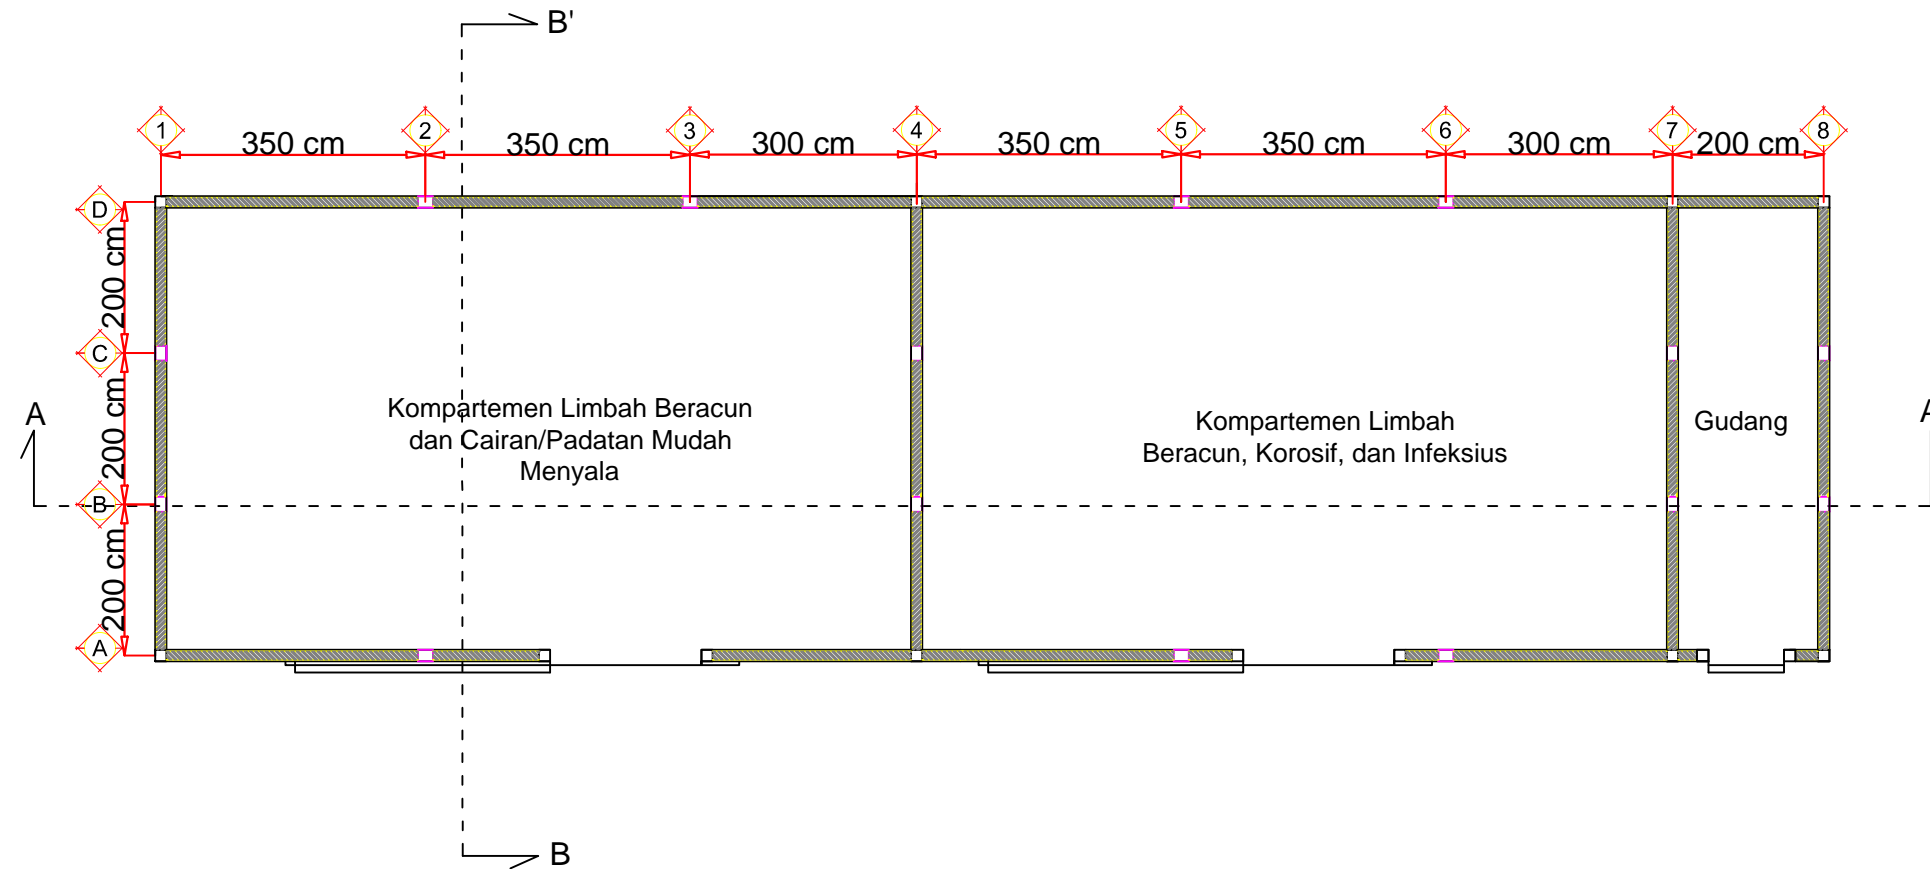 B'
1 2 3 4 5 6 7 8
350 cm 350 cm 300 cm 350 cm 350 cm 300 cm 200 cm
D
200 cm
C
200 cm
B
200 cm
A
A
A
Kompartemen Limbah Beracun
dan Cairan/Padatan Mudah
Menyala
Kompartemen Limbah
Beracun, Korosif, dan Infeksius
Gudang
B